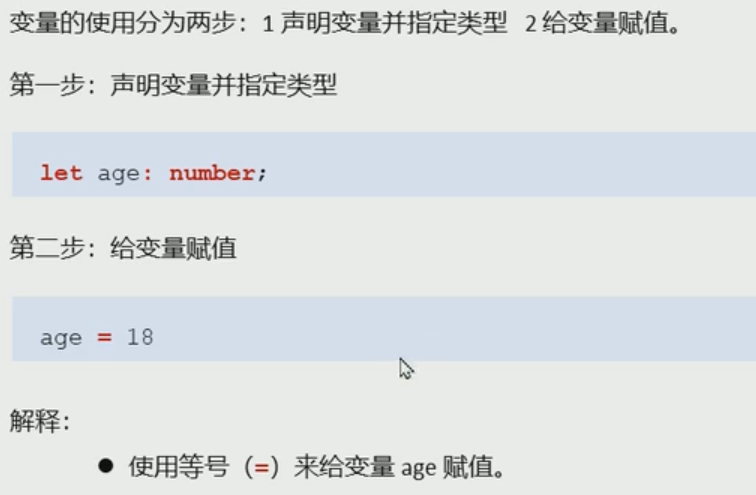 变量的使用分为两步：1 声明变量并指定类型 2 给变量赋值。
第一步：声明变量并指定类型
let age: number;
第二步：给变量赋值
age = 18
解释：
● 使用等号（=）来给变量 age 赋值。